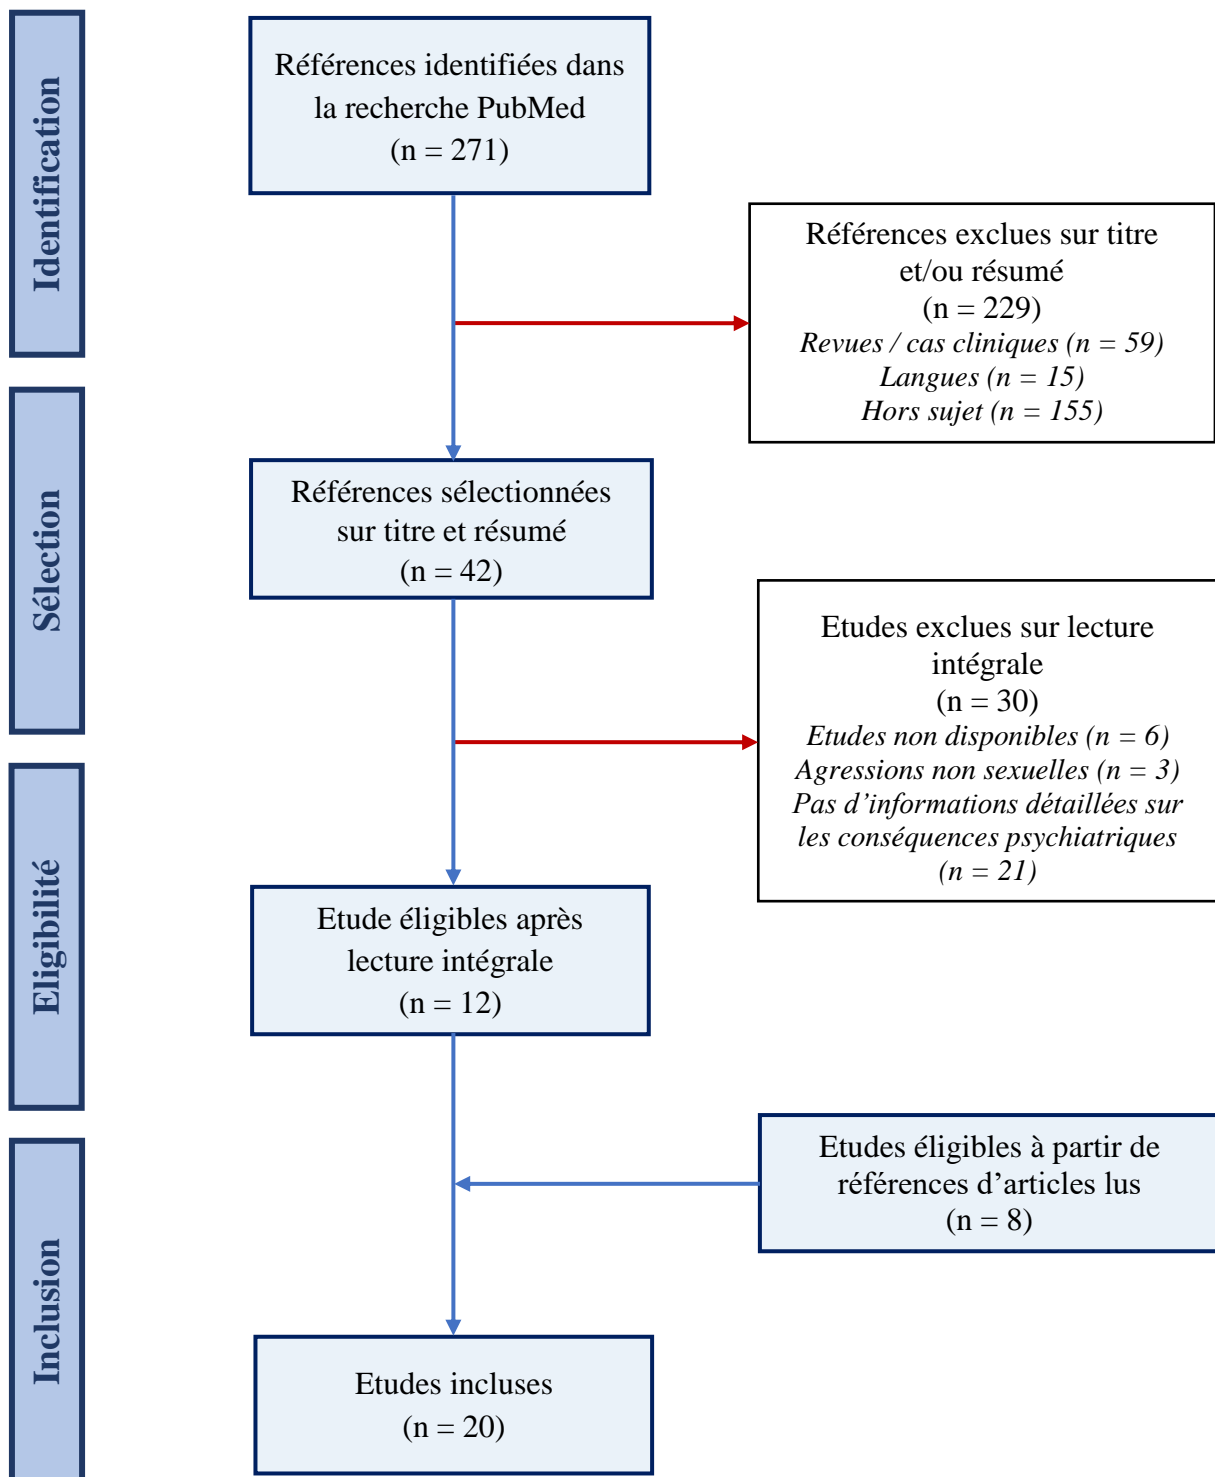 Identification
Références identifiées dans
la recherche PubMed
(n = 271)
Références exclues sur titre
et/ou résumé
(n = 229)
Revues / cas cliniques (n = 59)
Langues (n = 15)
Hors sujet (n = 155)
Sélection
Références sélectionnées
sur titre et résumé
(n = 42)
Etudes exclues sur lecture
intégrale
(n = 30)
Etudes non disponibles (n = 6)
Agressions non sexuelles (n = 3)
Pas d’informations détaillées sur
les conséquences psychiatriques
(n = 21)
Eligibilité
Etude éligibles après
lecture intégrale
(n = 12)
Etudes éligibles à partir de
références d’articles lus
(n = 8)
Inclusion
Etudes incluses
(n = 20)